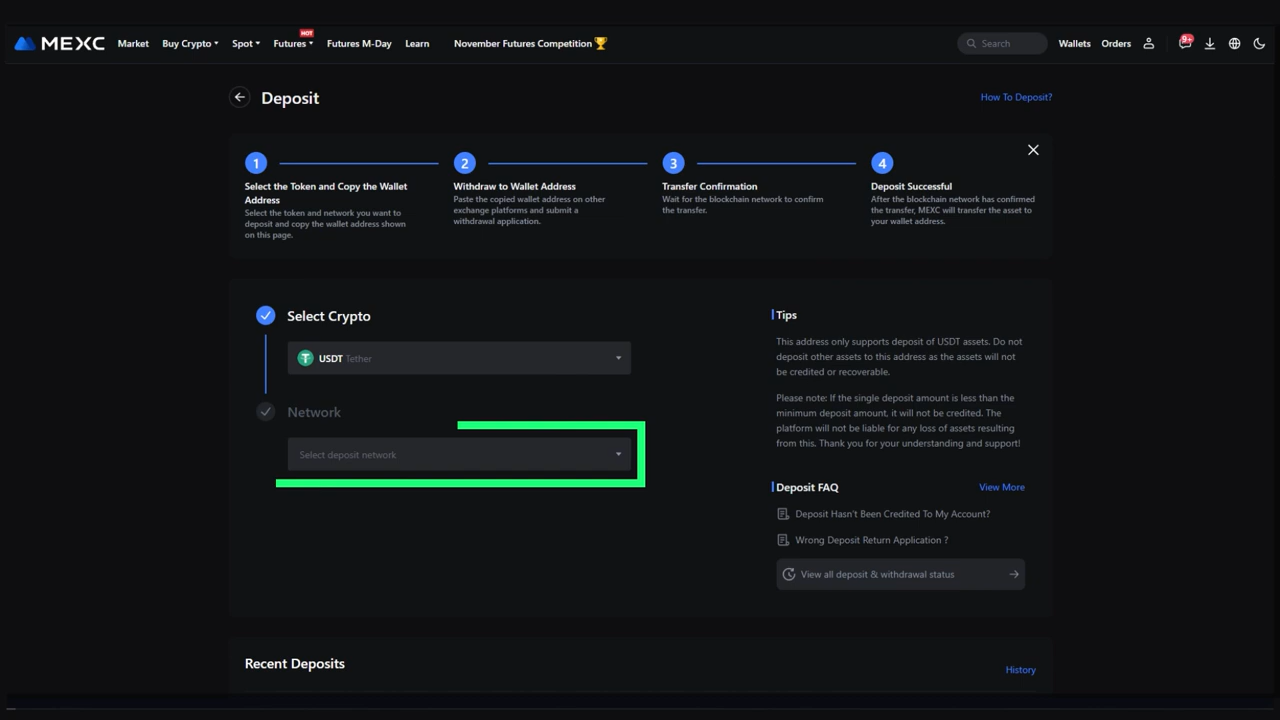 MEXC Market Buy Crypto Spot Futures HOT Futures M-Day Learn November Futures Competition Search Wallets Orders 9+
Deposit
How To Deposit?
1
2
3
4
Select the Token and Copy the Wallet
Address
Select the token and network you want to
deposit and copy the wallet address shown
on this page.
Withdraw to Wallet Address
Paste the copied wallet address on other
exchange platforms and submit a
withdrawal application.
Transfer Confirmation
Wait for the blockchain network to confirm
the transfer.
Deposit Successful
After the blockchain network has confirmed
the transfer, MEXC will transfer the asset to
your wallet address.
Select Crypto
USDT Tether
Network
Select deposit network
Tips
This address only supports deposit of USDT assets. Do not
deposit other assets to this address as the assets will not
be credited or recoverable.
Please note: If the single deposit amount is less than the
minimum deposit amount, it will not be credited. The
platform will not be liable for any loss of assets resulting
from this. Thank you for your understanding and support!
Deposit FAQ
View More
Deposit Hasn't Been Credited To My Account?
Wrong Deposit Return Application ?
View all deposit & withdrawal status
Recent Deposits
History